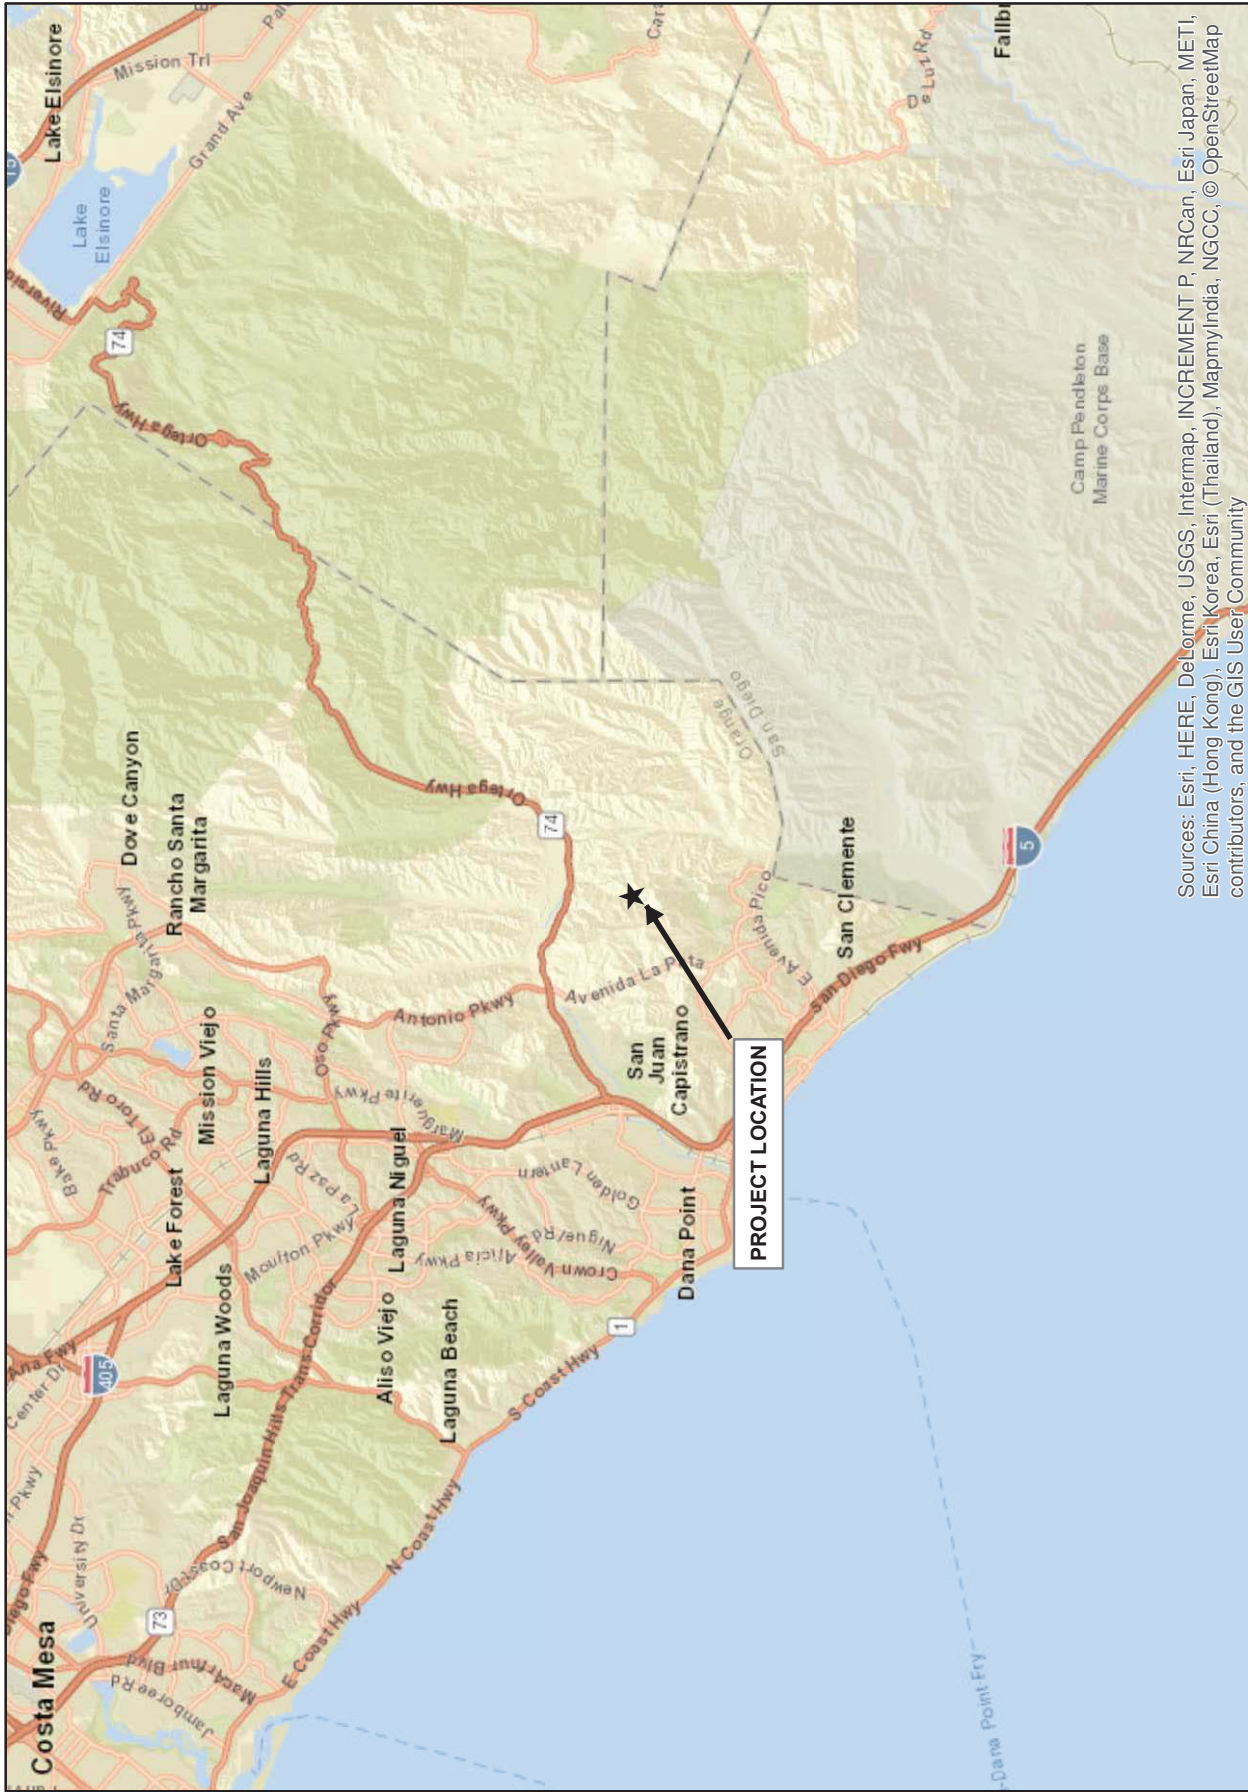 Costa Mesa
Jamboree Rd
MacArthur Blvd
University Dr
73
Newport Coast Dr
E Coast Hwy
N Coast Hwy
San Joaquin Hills Trans Corridor
Center Dr
405
Laguna Woods
Aliso Viejo
Laguna Beach
S Coast Hwy
1
Lake Forest
Moulton Pkwy
La Paz Rd
Laguna Niguel
Alicia Pkwy
Crown Valley Pkwy
Niguel Rd
Golden Lantern
Dana Point
Bake Pkwy
Trabuco Rd
El Toro Rd
Mission Viejo
Laguna Hills
Oso Pkwy
Marguerite Pkwy
Antonio Pkwy
Santa Margarita Pkwy
Dove Canyon
Rancho Santa
Margarita
San
Juan
Capistrano
Avenida La Pata
PROJECT LOCATION
E Avenida Pico
San Clemente
San Diego Fwy
5
74
Ortega Hwy
Ortega Hwy
Ortega Hwy
74
Orange
San Diego
Lake
Elsinore
Lake Elsinore
Mission Trl
Grand Ave
Camp Pendleton
Marine Corps Base
De Luz Rd
-Dana Point-Fry
Sources: Esri, HERE, DeLorme, USGS, Intermap, INCREMENT P, NRCan, Esri Japan, METI,
Esri China (Hong Kong), Esri Korea, Esri (Thailand), MapmyIndia, NGCC, © OpenStreetMap
contributors, and the GIS User Community